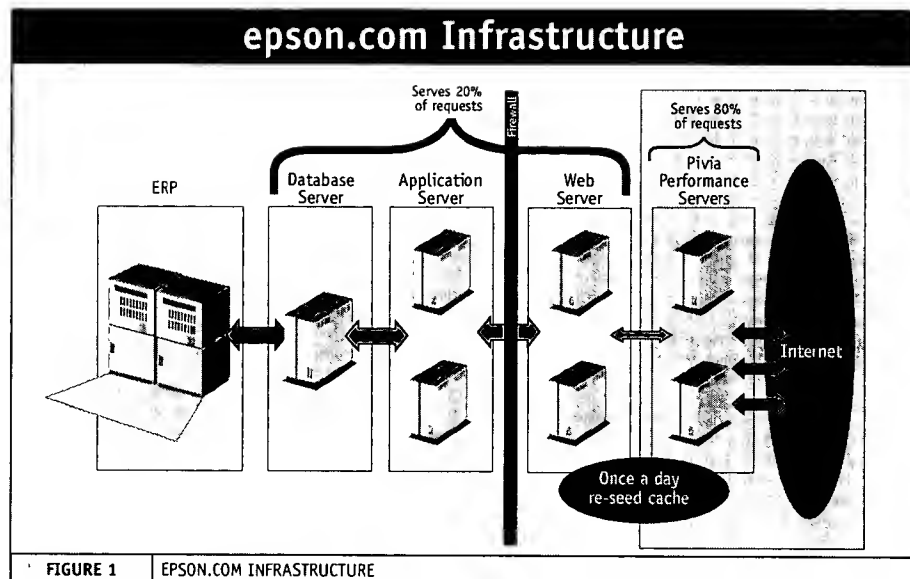 epson.com Infrastructure
Serves 20%
of requests
Firewall
Serves 80%
of requests
ERP
Database
Server
Application
Server
Web
Server
Pivia
Performance
Servers
Internet
Once a day
re-seed cache
FIGURE 1
EPSON.COM INFRASTRUCTURE